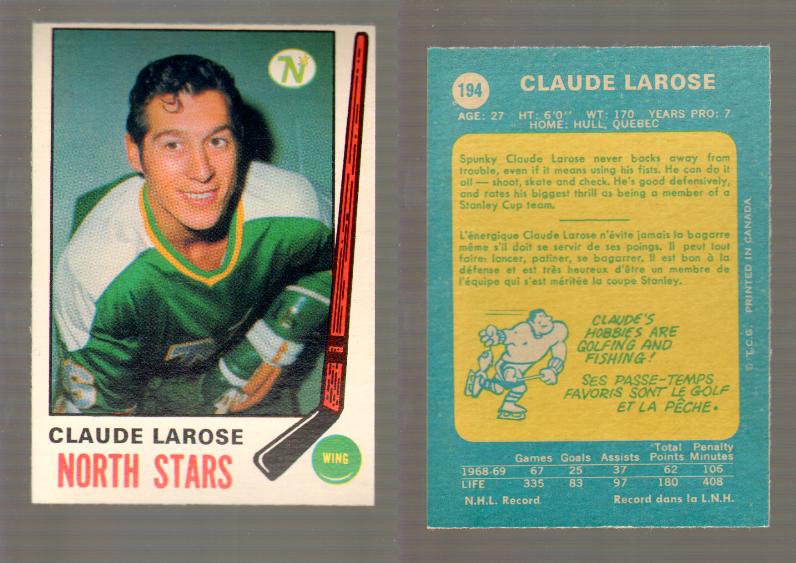 N
CLAUDE LAROSE
NORTH STARS
WING
194
CLAUDE LAROSE
AGE: 27 HT: 6'0" WT: 170 YEARS PRO: 7
HOME: HULL, QUEBEC
Spunky Claude Larose never backs away from
trouble, even if it means using his fists. He can do it
all — shoot, skate and check. He's good defensively,
and rates his biggest thrill as being a member of a
Stanley Cup team.
L'énergique Claude Larose n'évite jamais la bagarre
même s'il doit se servir de ses poings. Il peut tout
faire: lancer, patiner, se bagarrer. Il est bon à la
défense et est très heureux d'être un membre de
l'équipe qui s'est méritée la coupe Stanley.
CLAUDE'S
HOBBIES ARE
GOLFING AND
FISHING!
SES PASSE-TEMPS
FAVORIS SONT LE GOLF
ET LA PÊCHE.
© T.C.G. PRINTED IN CANADA
Games Goals Assists Total Points Penalty Minutes
1968-69 67 25 37 62 106
LIFE 335 83 97 180 408
N.H.L. Record Record dans la L.N.H.